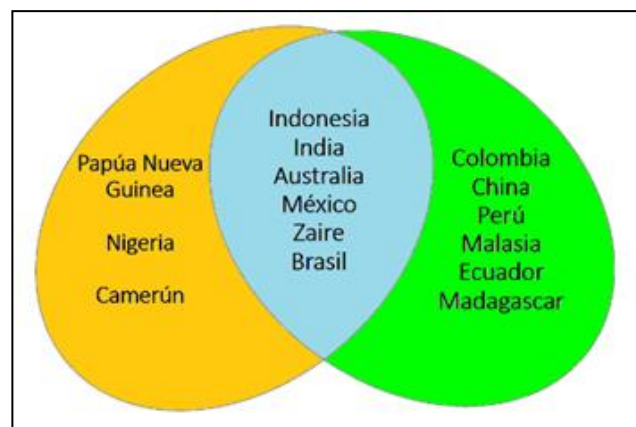 Papúa Nueva
Guinea
Nigeria
Camerún
Indonesia
India
Australia
México
Zaire
Brasil
Colombia
China
Perú
Malasia
Ecuador
Madagascar